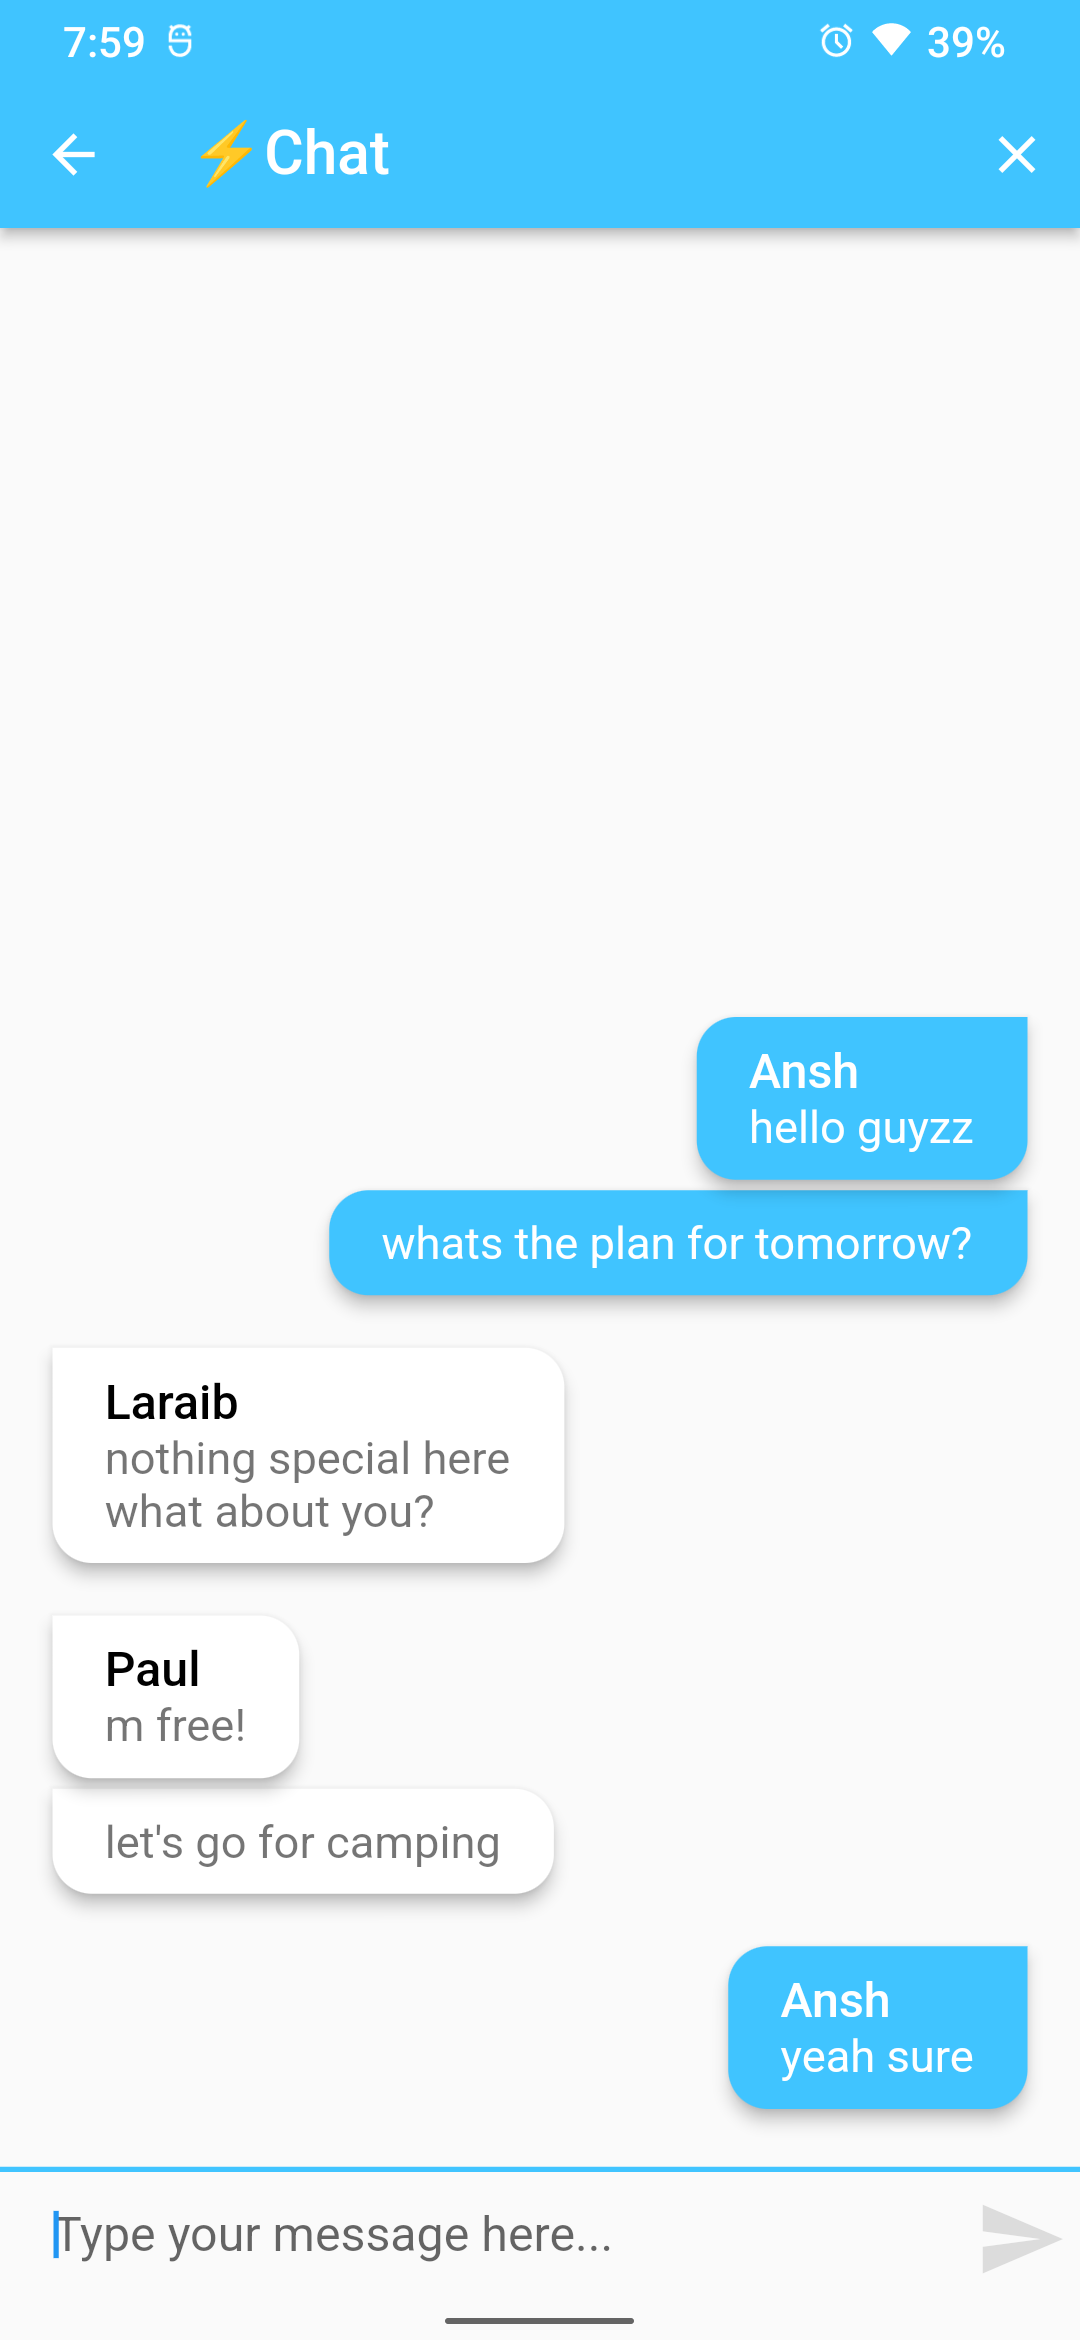 7:59 39%
⚡Chat
Ansh
hello guyzz
whats the plan for tomorrow?
Laraib
nothing special here
what about you?
Paul
m free!
let's go for camping
Ansh
yeah sure
Type your message here...